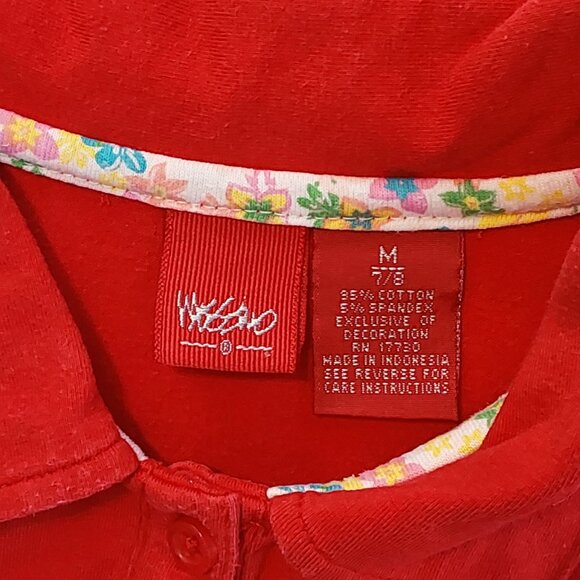 Mossimo
®
M
7/8
95% COTTON
5% SPANDEX
EXCLUSIVE OF
DECORATION
RN 17730
MADE IN INDONESIA
SEE REVERSE FOR
CARE INSTRUCTIONS